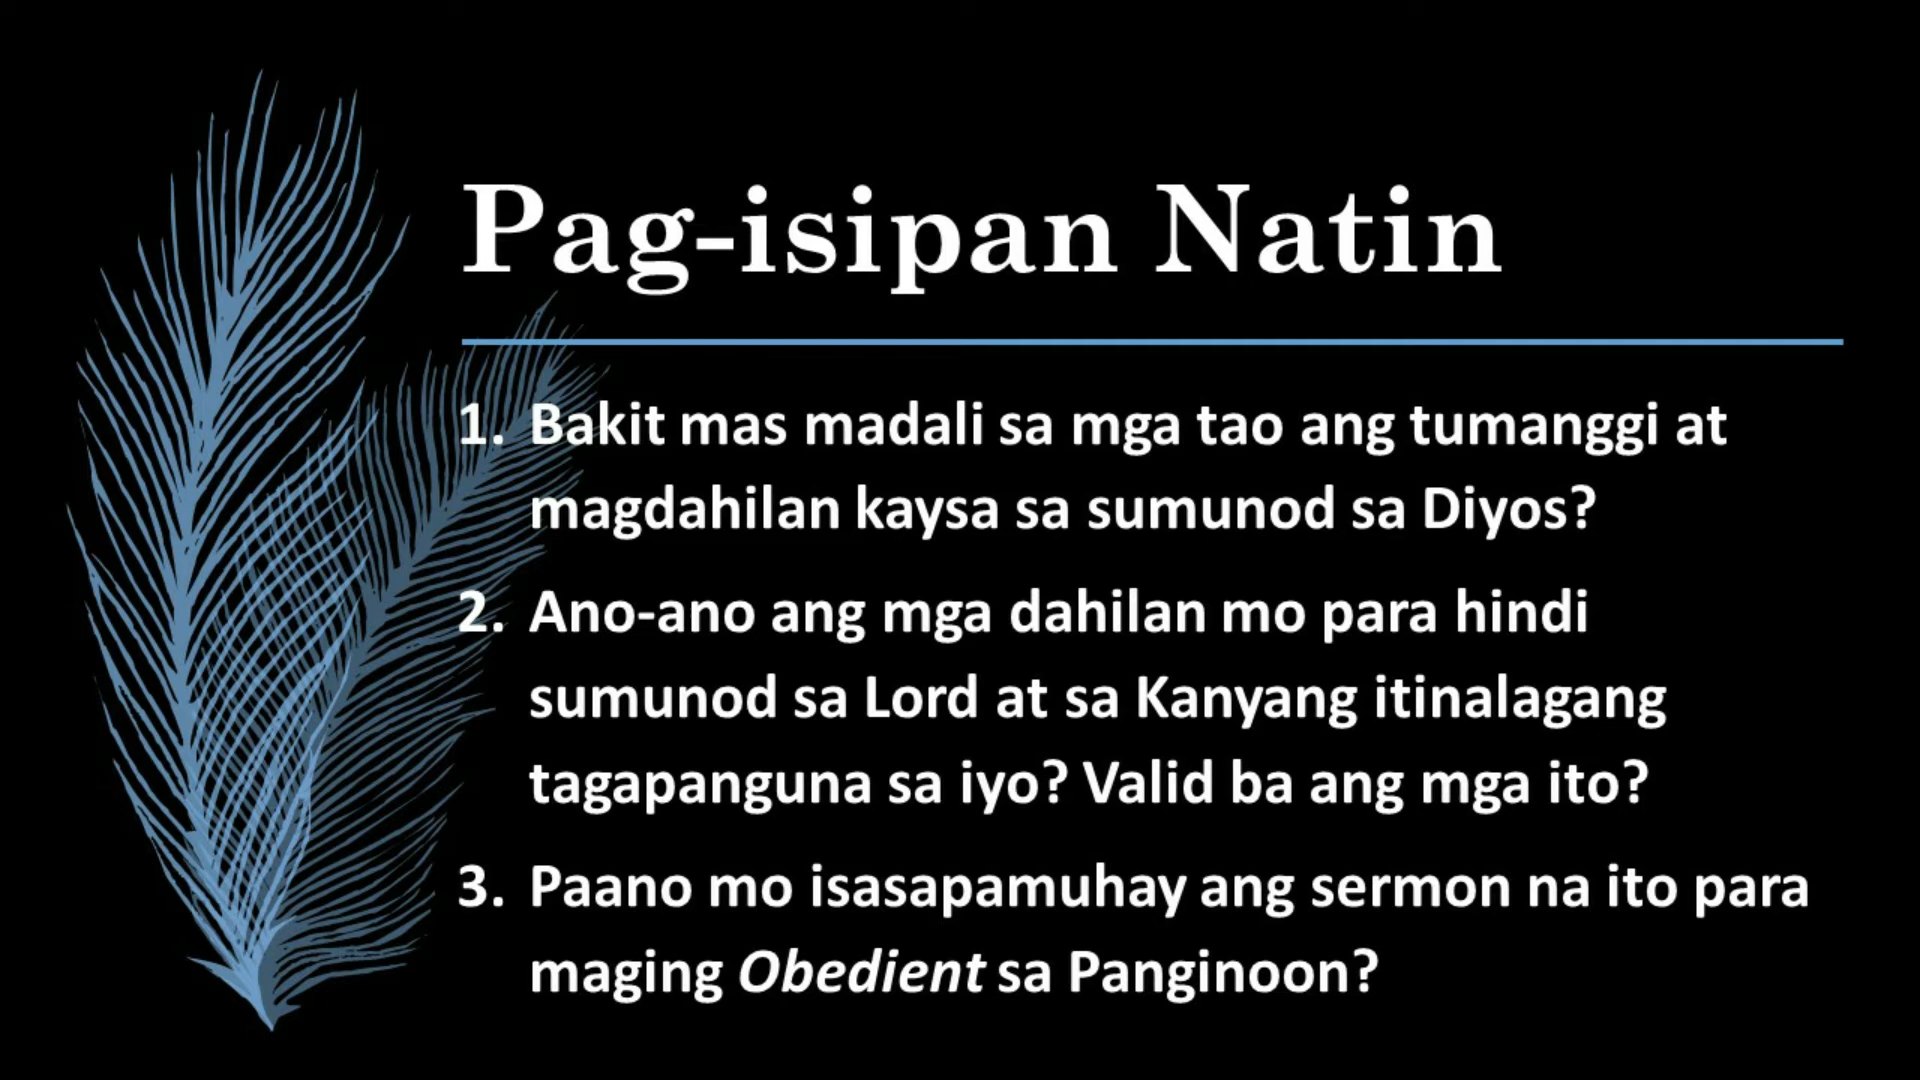 Pag-isipan Natin
1. Bakit mas madali sa mga tao ang tumanggi at
magdahilan kaysa sa sumunod sa Diyos?
2. Ano-ano ang mga dahilan mo para hindi
sumunod sa Lord at sa Kanyang itinalagang
tagapanguna sa iyo? Valid ba ang mga ito?
3. Paano mo isasapamuhay ang sermon na ito para
maging Obedient sa Panginoon?